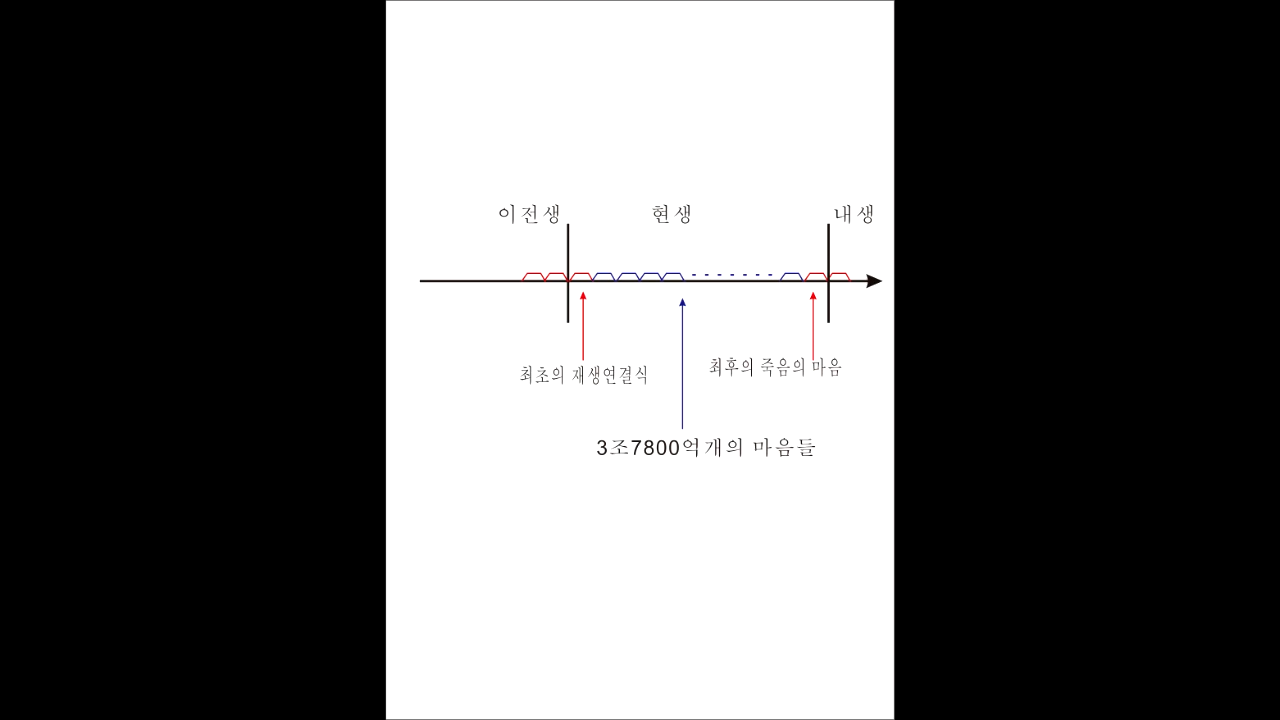 이전생 현생 내생
최초의 재생연결식 최후의 죽음의 마음
3조7800억개의 마음들